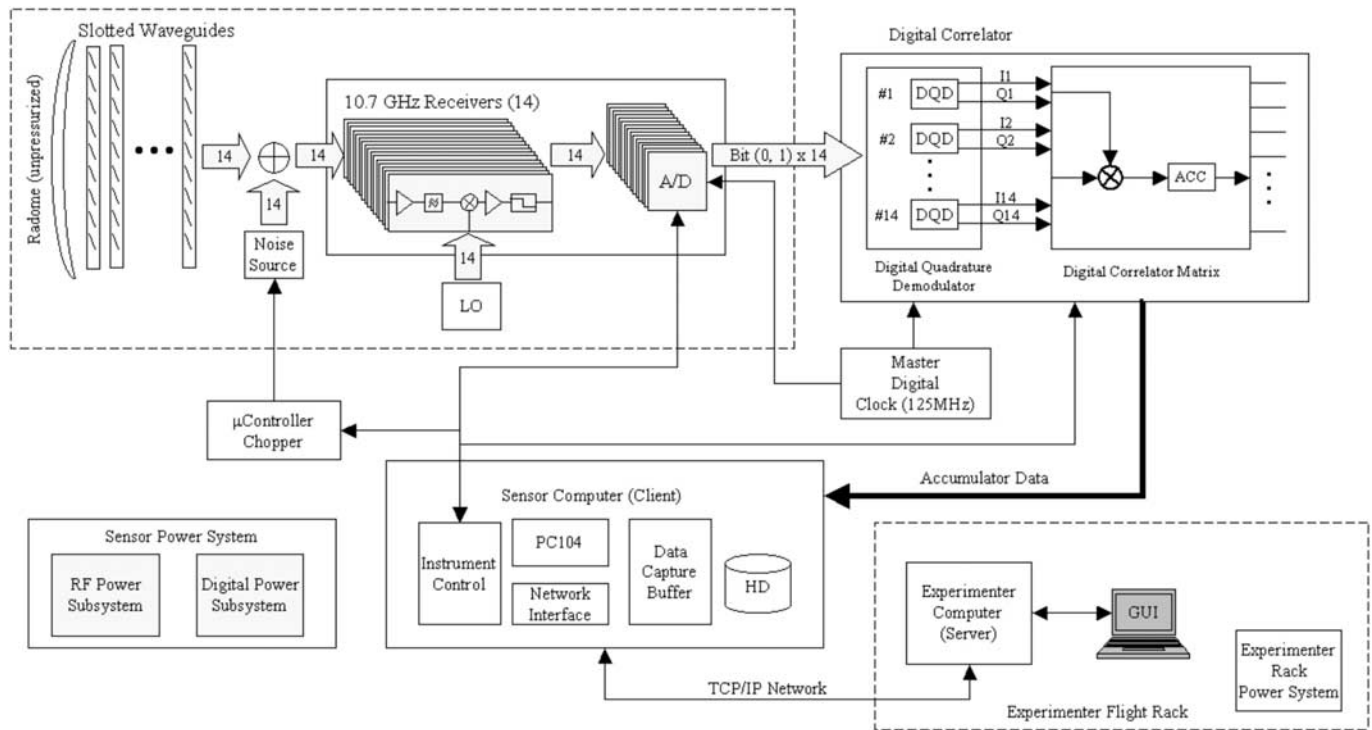 Slotted Waveguides
Radome (unpressurized)
14
14
14
Noise
Source
10.7 GHz Receivers (14)
14
LO
14
A/D
Bit (0, 1) x 14
Digital Correlator
#1
DQD
I1
Q1
#2
DQD
I2
Q2
#14
DQD
I14
Q14
ACC
Digital Quadrature
Demodulator
Digital Correlator Matrix
Master
Digital
Clock (125MHz)
μController
Chopper
Accumulator Data
Sensor Computer (Client)
Instrument
Control
PC104
Network
Interface
Data
Capture
Buffer
HD
Sensor Power System
RF Power
Subsystem
Digital Power
Subsystem
TCP/IP Network
Experimenter
Computer
(Server)
GUI
Experimenter
Rack
Power System
Experimenter Flight Rack